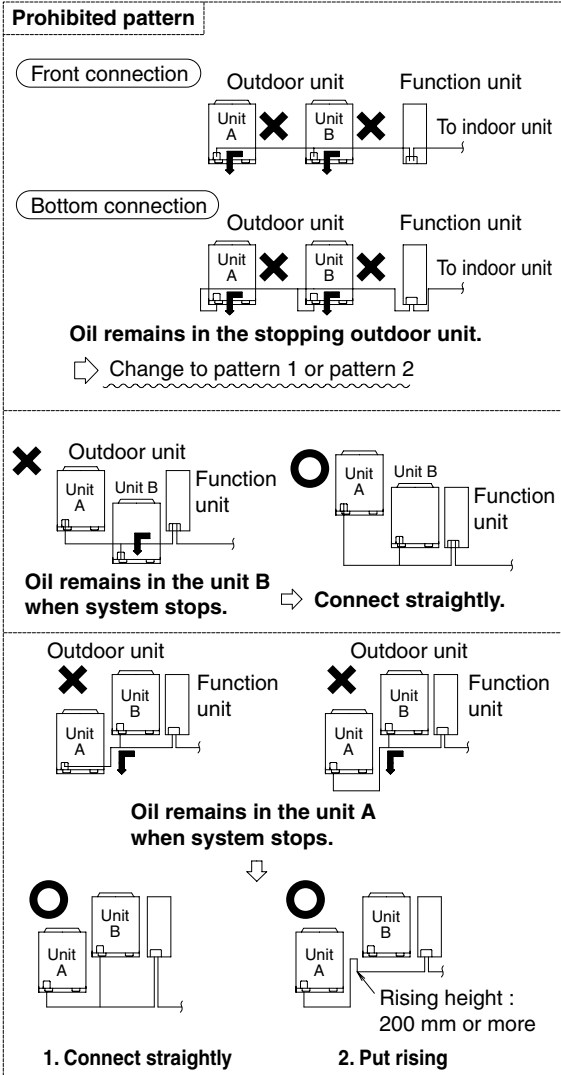 Prohibited pattern
Front connection
Outdoor unit
Function unit
Unit A
Unit B
To indoor unit
Bottom connection
Outdoor unit
Function unit
Unit A
Unit B
To indoor unit
Oil remains in the stopping outdoor unit.
Change to pattern 1 or pattern 2
Outdoor unit
Unit A
Unit B
Function unit
Unit A
Unit B
Function unit
Oil remains in the unit B
when system stops.
Connect straightly.
Outdoor unit
Unit B
Function unit
Unit A
Outdoor unit
Unit B
Function unit
Unit A
Oil remains in the unit A
when system stops.
Unit B
Unit A
Unit B
Unit A
Rising height :
200 mm or more
1. Connect straightly
2. Put rising